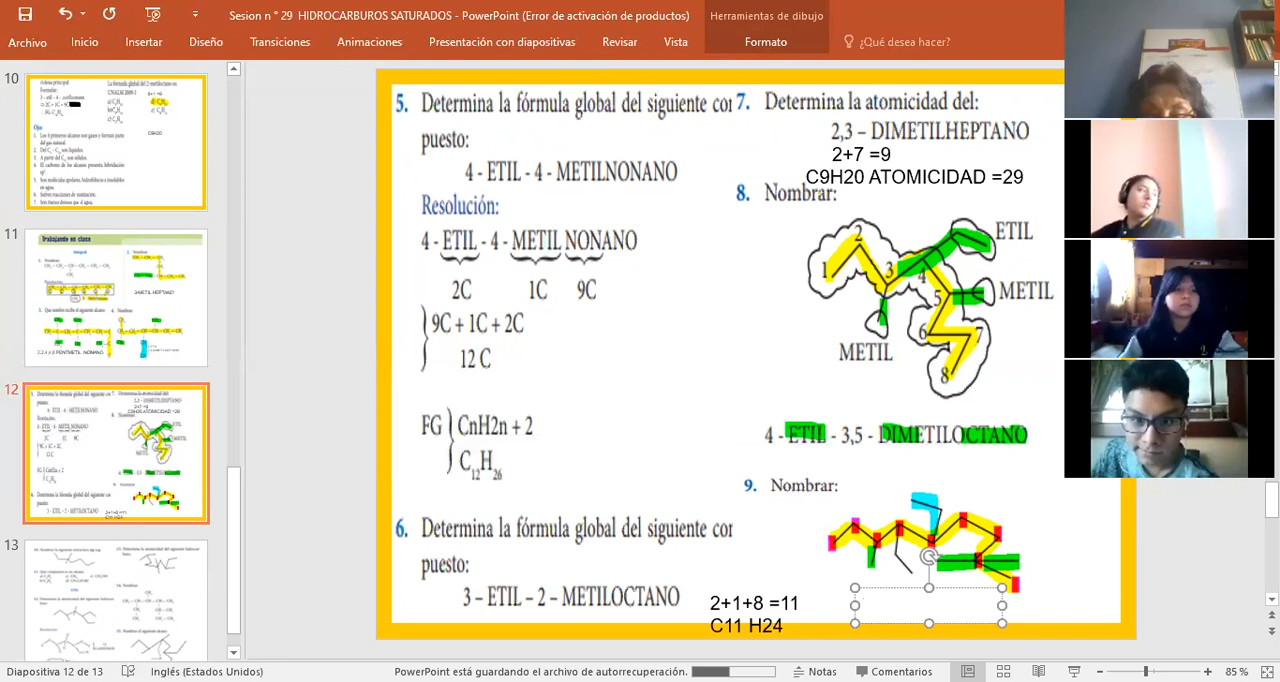 Sesion n ° 29 HIDROCARBUROS SATURADOS - PowerPoint (Error de activación de productos)
Herramientas de dibujo
Archivo
Inicio
Insertar
Diseño
Transiciones
Animaciones
Presentación con diapositivas
Revisar
Vista
Formato
¿Qué desea hacer?
10
11
Trabajando en clase
12
13
5. Determina la fórmula global del siguiente com
puesto:
4 - ETIL - 4 - METILNONANO
Resolución:
4 - ETIL - 4 - METIL NONANO
2C 1C 9C
9C + 1C + 2C
12 C
FG CnH2n + 2
C12H26
6. Determina la fórmula global del siguiente com
puesto:
3 – ETIL – 2 – METILOCTANO
2+1+8 =11
C11 H24
7. Determina la atomicidad del:
2,3 – DIMETILHEPTANO
2+7 =9
C9H20 ATOMICIDAD =29
8. Nombrar:
ETIL
METIL
METIL
1
2
3
4
5
6
7
8
4 - ETIL - 3,5 - DIMETILOCTANO
9. Nombrar:
Diapositiva 12 de 13
Inglés (Estados Unidos)
PowerPoint está guardando el archivo de autorrecuperación.
Notas
Comentarios
85 %